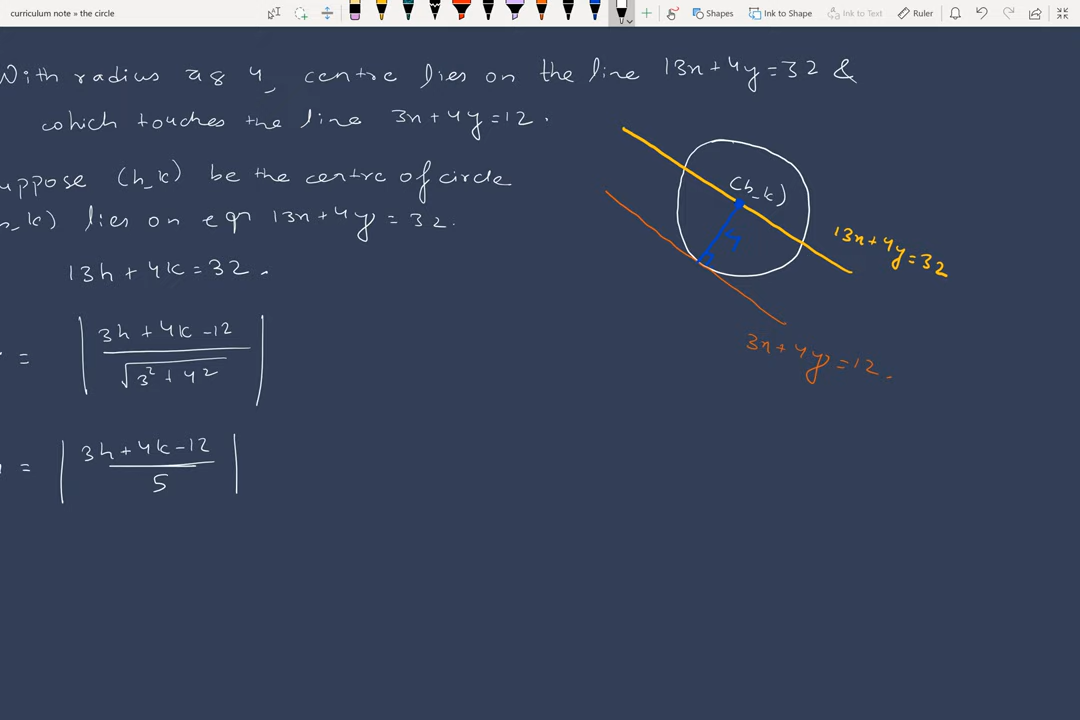 curriculum note » the circle
Shapes Ink to Shape Ink to Text Ruler
With radius as 4, centre lies on the line 13x+4y=32 &
which touches the line 3x+4y=12.
uppose (h,k) be the centre of circle
h,k) lies on eqn 13x+4y=32.
13h+4k=32.
= | 3h+4k-12
√3²+4² |
= | 3h+4k-12
5 |
(h,k)
4
13x+4y=32
3x+4y=12.